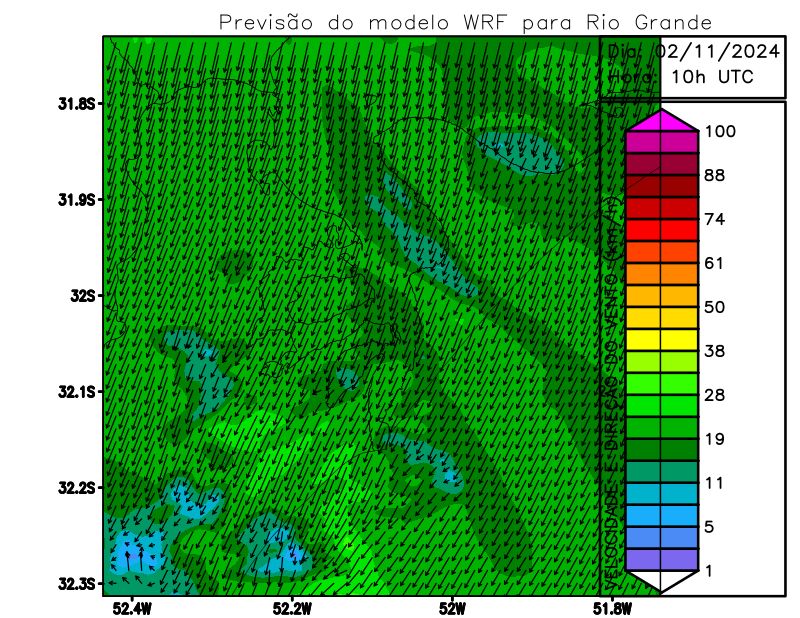 Previsão do modelo WRF para Rio Grande
Dia: 02/11/2024
Hora: 10h UTC
31.8S
31.9S
32S
32.1S
32.2S
32.3S
52.4W
52.2W
52W
51.8W
VELOCIDADE E DIREÇÃO DO VENTO (km/h)
100
88
74
61
50
38
28
19
11
5
1